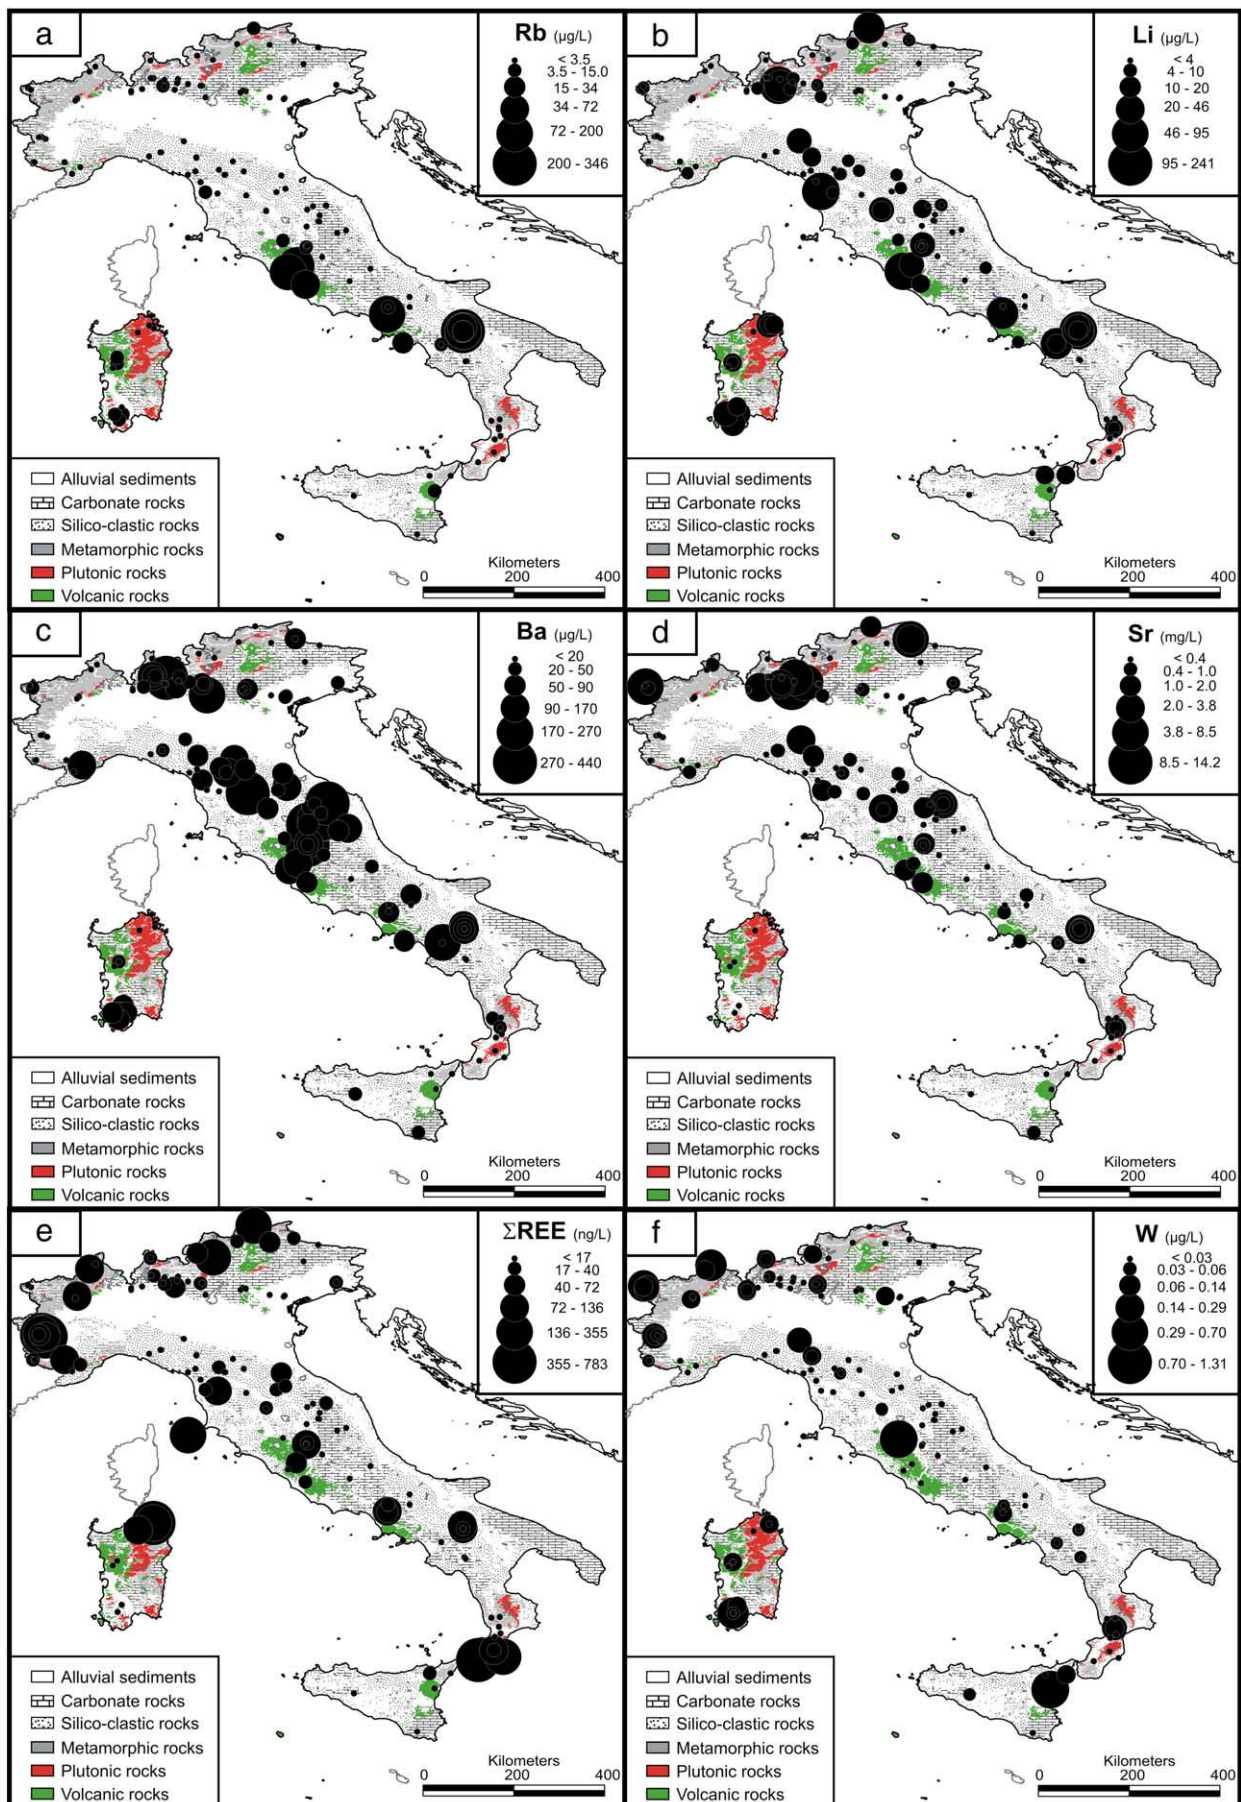 a
Rb (µg/L)
< 3.5
3.5 - 15.0
15 - 34
34 - 72
72 - 200
200 - 346
Alluvial sediments
Carbonate rocks
Silico-clastic rocks
Metamorphic rocks
Plutonic rocks
Volcanic rocks
Kilometers
0 200 400
b
Li (µg/L)
< 4
4 - 10
10 - 20
20 - 46
46 - 95
95 - 241
Alluvial sediments
Carbonate rocks
Silico-clastic rocks
Metamorphic rocks
Plutonic rocks
Volcanic rocks
Kilometers
0 200 400
c
Ba (µg/L)
< 20
20 - 50
50 - 90
90 - 170
170 - 270
270 - 440
Alluvial sediments
Carbonate rocks
Silico-clastic rocks
Metamorphic rocks
Plutonic rocks
Volcanic rocks
Kilometers
0 200 400
d
Sr (mg/L)
< 0.4
0.4 - 1.0
1.0 - 2.0
2.0 - 3.8
3.8 - 8.5
8.5 - 14.2
Alluvial sediments
Carbonate rocks
Silico-clastic rocks
Metamorphic rocks
Plutonic rocks
Volcanic rocks
Kilometers
0 200 400
e
ΣREE (ng/L)
< 17
17 - 40
40 - 72
72 - 136
136 - 355
355 - 783
Alluvial sediments
Carbonate rocks
Silico-clastic rocks
Metamorphic rocks
Plutonic rocks
Volcanic rocks
Kilometers
0 200 400
f
W (µg/L)
< 0.03
0.03 - 0.06
0.06 - 0.14
0.14 - 0.29
0.29 - 0.70
0.70 - 1.31
Alluvial sediments
Carbonate rocks
Silico-clastic rocks
Metamorphic rocks
Plutonic rocks
Volcanic rocks
Kilometers
0 200 400